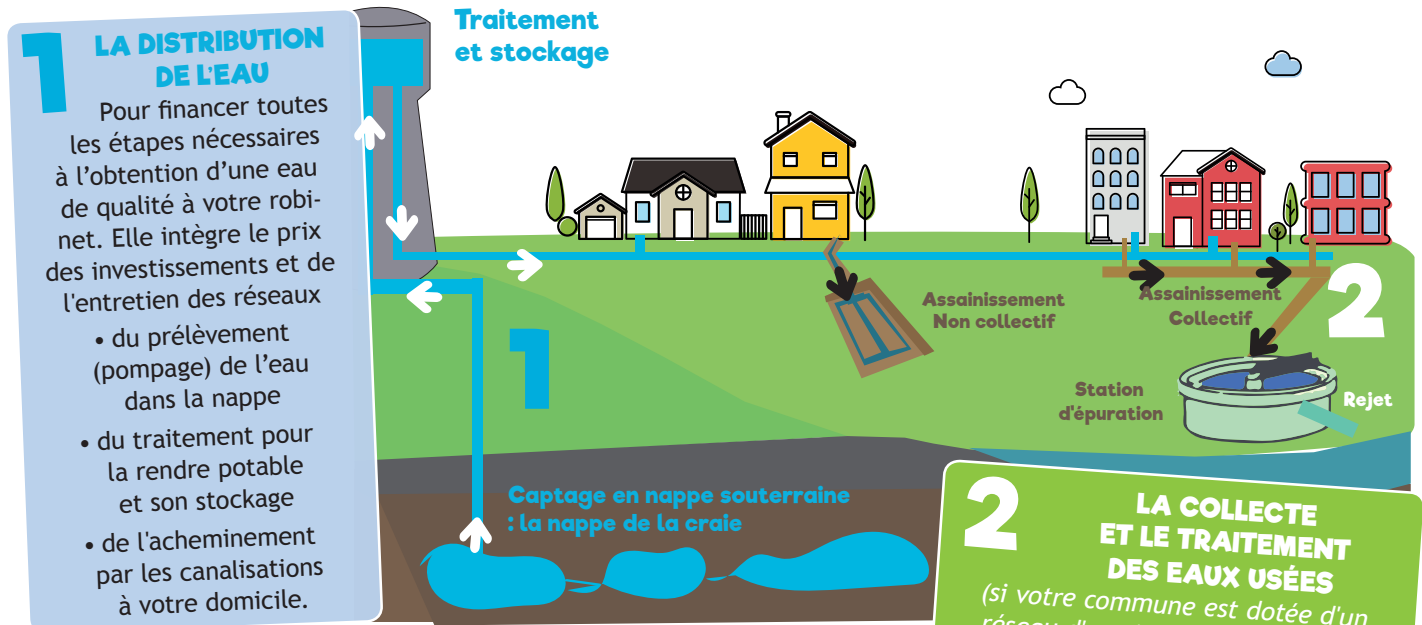 1
LA DISTRIBUTION
DE L'EAU
Pour financer toutes
les étapes nécessaires
à l'obtention d'une eau
de qualité à votre robi-
net. Elle intègre le prix
des investissements et de
l'entretien des réseaux
• du prélèvement
(pompage) de l'eau
dans la nappe
• du traitement pour
la rendre potable
et son stockage
• de l'acheminement
par les canalisations
à votre domicile.
Traitement
et stockage
1
Assainissement
Non collectif
Assainissement
Collectif
2
Station
d'épuration
Rejet
Captage en nappe souterraine
: la nappe de la craie
2
LA COLLECTE
ET LE TRAITEMENT
DES EAUX USÉES
(si votre commune est dotée d'un